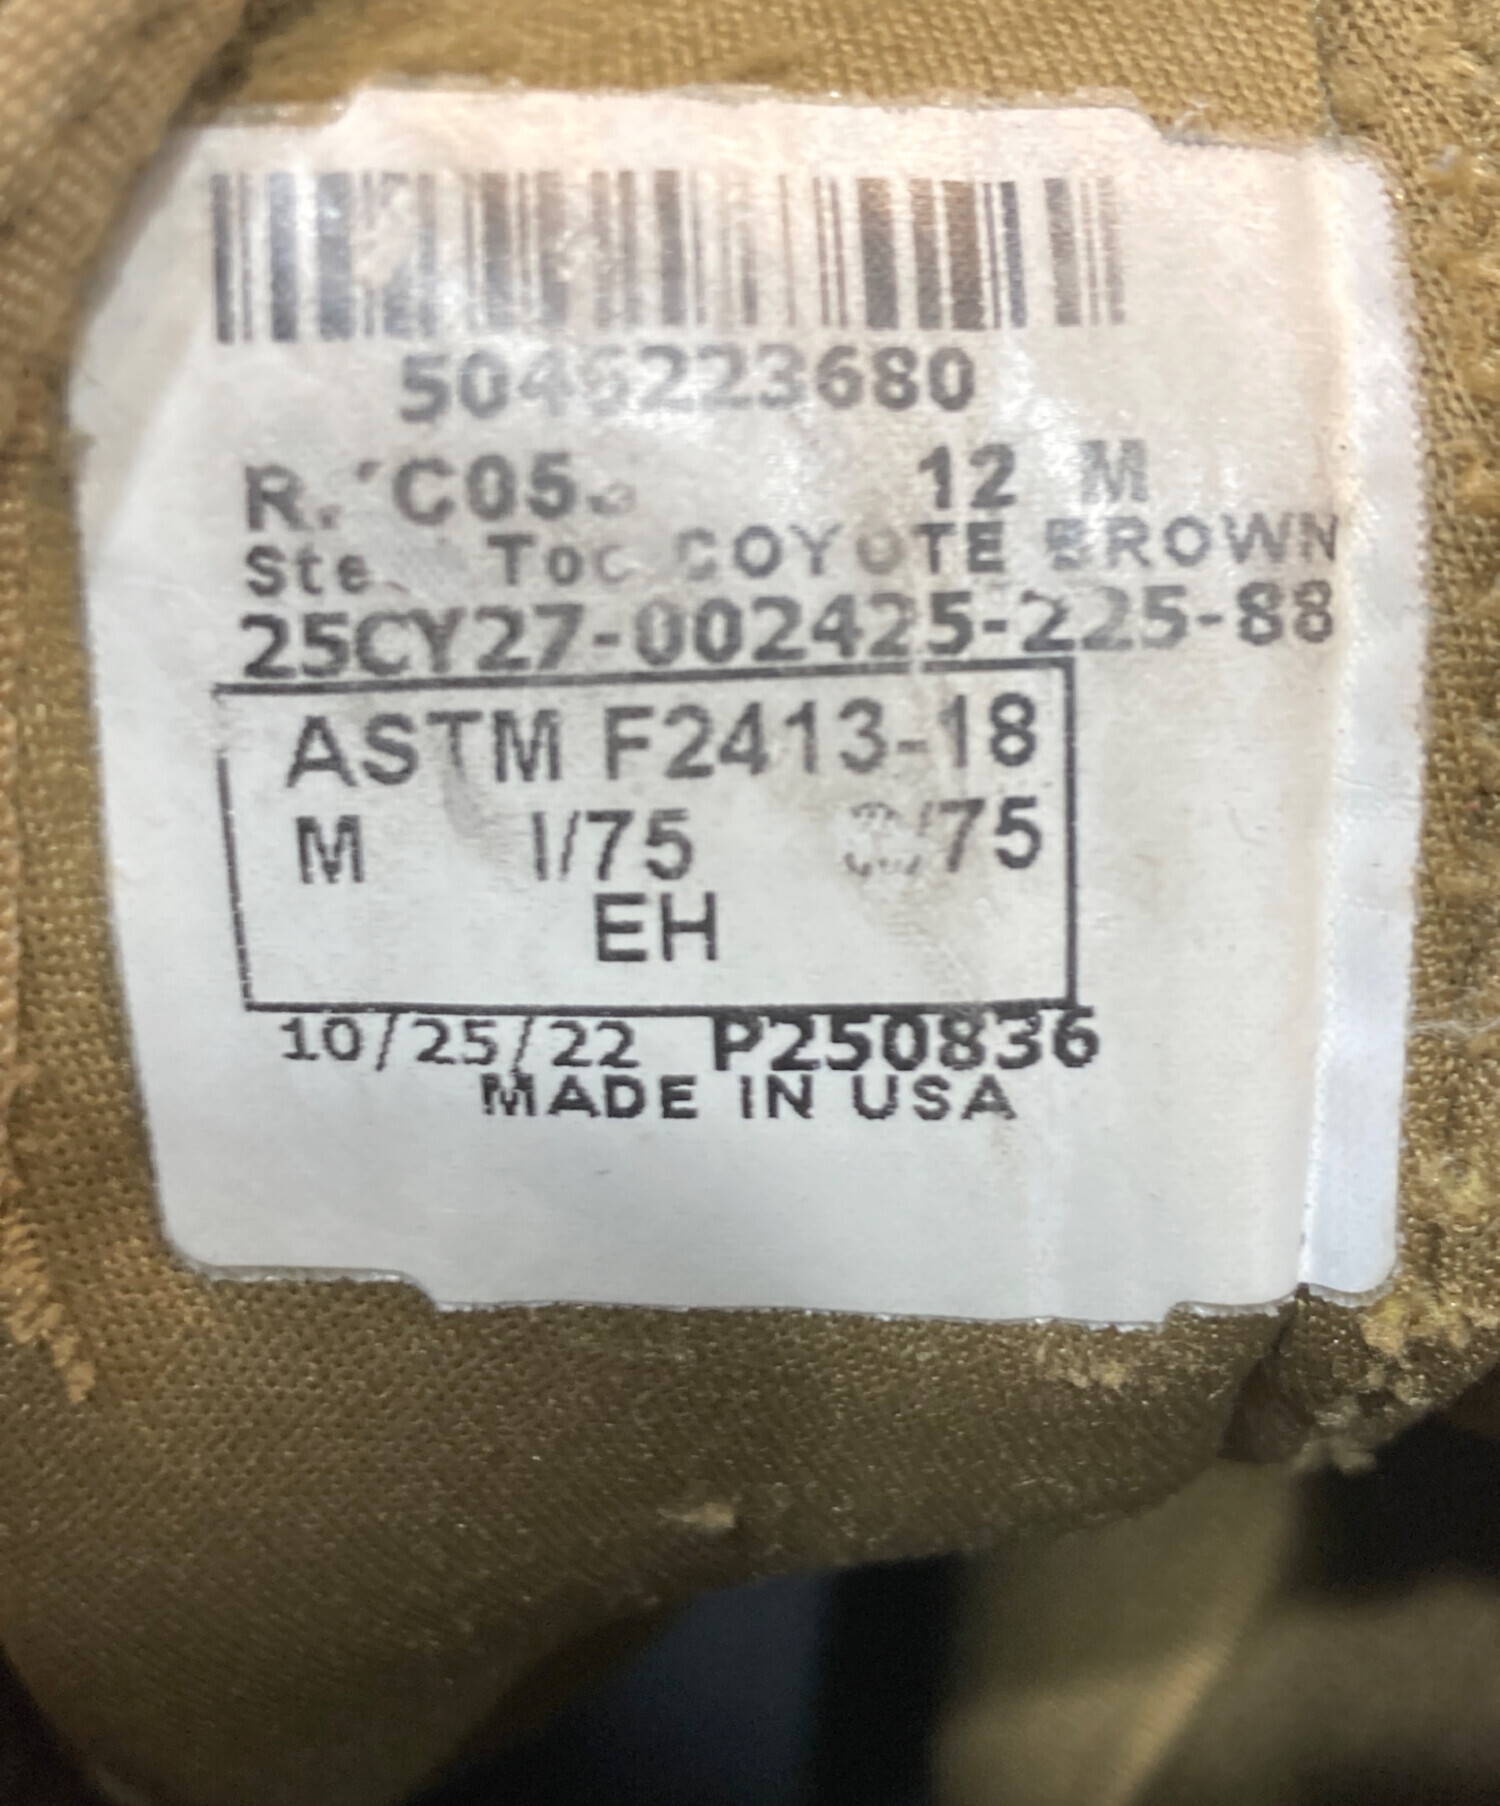 12 M
COYOTE BROWN
25CY27-002425-225-88
ASTM F2413-18
M I/75 /75
EH
10/25/22 P250836
MADE IN USA